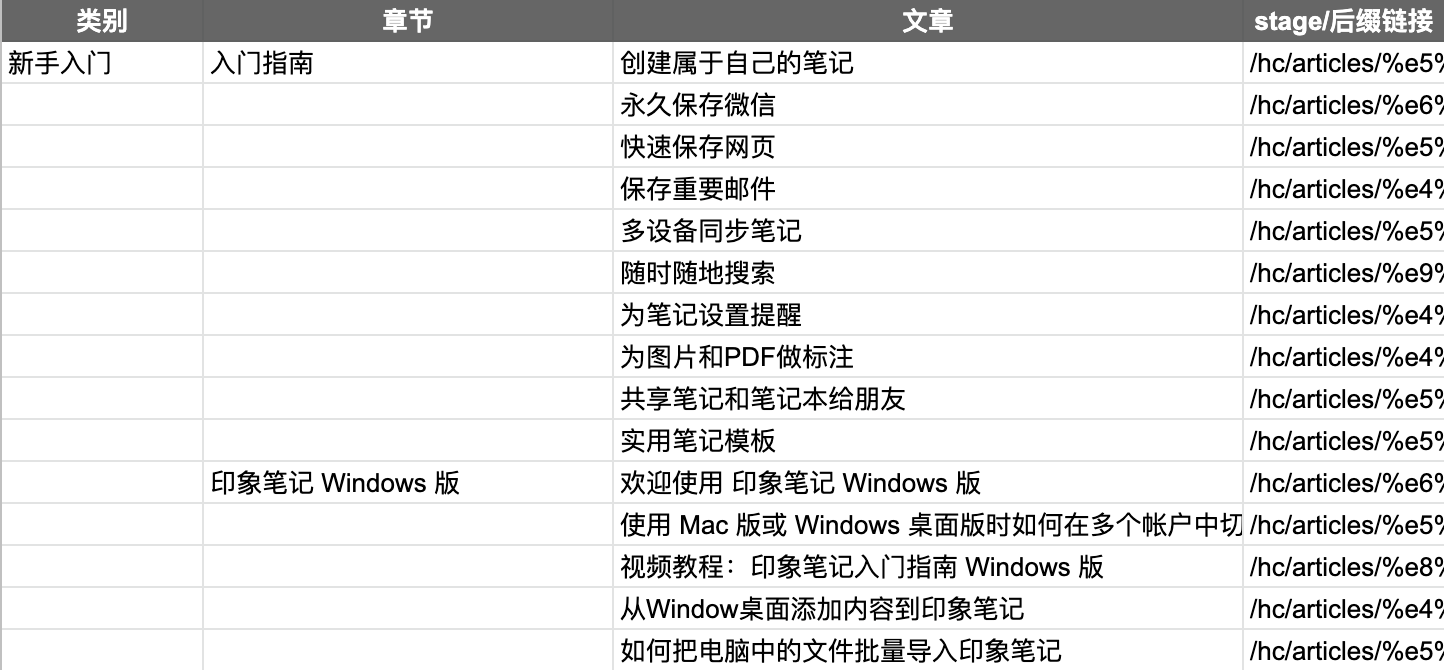 类别 章节 文章 stage/后缀链接
新手入门 入门指南 创建属于自己的笔记 /hc/articles/%e5%
永久保存微信 /hc/articles/%e6%
快速保存网页 /hc/articles/%e5%
保存重要邮件 /hc/articles/%e4%
多设备同步笔记 /hc/articles/%e5%
随时随地搜索 /hc/articles/%e9%
为笔记设置提醒 /hc/articles/%e4%
为图片和PDF做标注 /hc/articles/%e4%
共享笔记和笔记本给朋友 /hc/articles/%e5%
实用笔记模板 /hc/articles/%e5%
印象笔记 Windows 版 欢迎使用 印象笔记 Windows 版 /hc/articles/%e6%
使用 Mac 版或 Windows 桌面版时如何在多个帐户中切 /hc/articles/%e5%
视频教程：印象笔记入门指南 Windows 版 /hc/articles/%e8%
从Window桌面添加内容到印象笔记 /hc/articles/%e4%
如何把电脑中的文件批量导入印象笔记 /hc/articles/%e5%